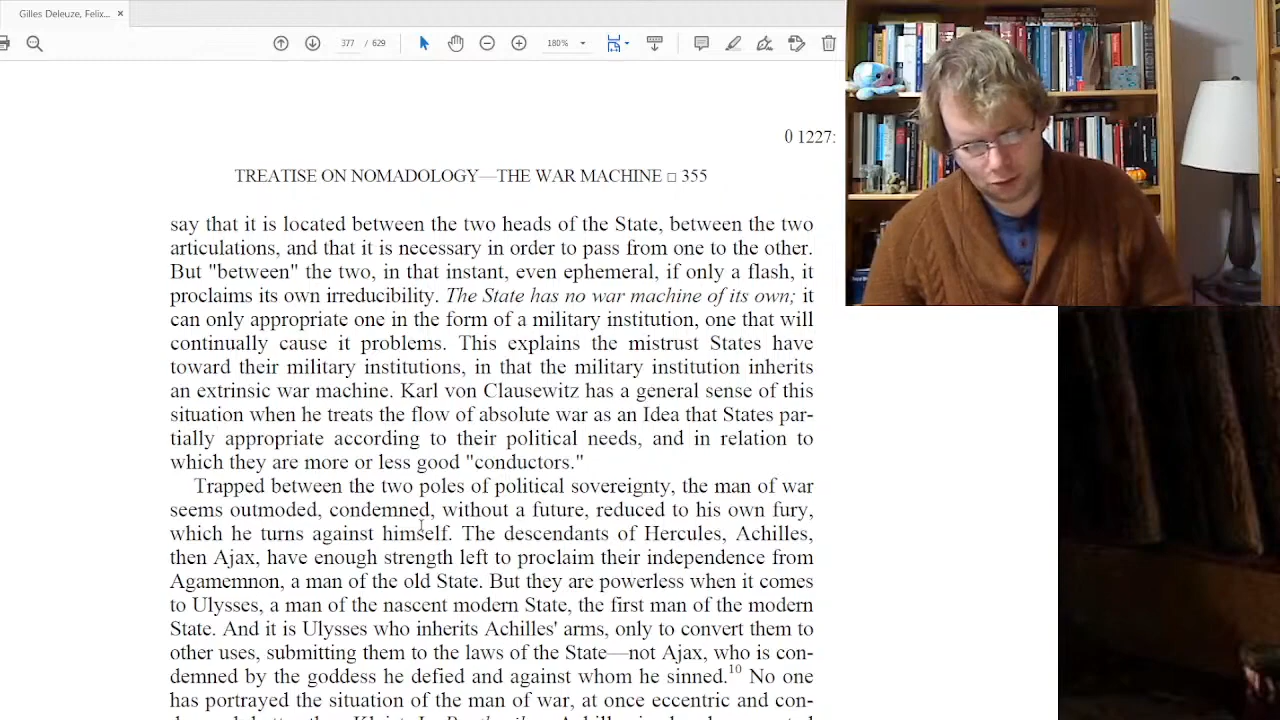 Gilles Deleuze, Felix...
377 / 629
180%
0 1227:
TREATISE ON NOMADOLOGY—THE WAR MACHINE □ 355
say that it is located between the two heads of the State, between the two
articulations, and that it is necessary in order to pass from one to the other.
But "between" the two, in that instant, even ephemeral, if only a flash, it
proclaims its own irreducibility. The State has no war machine of its own; it
can only appropriate one in the form of a military institution, one that will
continually cause it problems. This explains the mistrust States have
toward their military institutions, in that the military institution inherits
an extrinsic war machine. Karl von Clausewitz has a general sense of this
situation when he treats the flow of absolute war as an Idea that States par-
tially appropriate according to their political needs, and in relation to
which they are more or less good "conductors."
Trapped between the two poles of political sovereignty, the man of war
seems outmoded, condemned, without a future, reduced to his own fury,
which he turns against himself. The descendants of Hercules, Achilles,
then Ajax, have enough strength left to proclaim their independence from
Agamemnon, a man of the old State. But they are powerless when it comes
to Ulysses, a man of the nascent modern State, the first man of the modern
State. And it is Ulysses who inherits Achilles' arms, only to convert them to
other uses, submitting them to the laws of the State—not Ajax, who is con-
demned by the goddess he defied and against whom he sinned.10 No one
has portrayed the situation of the man of war, at once eccentric and con-